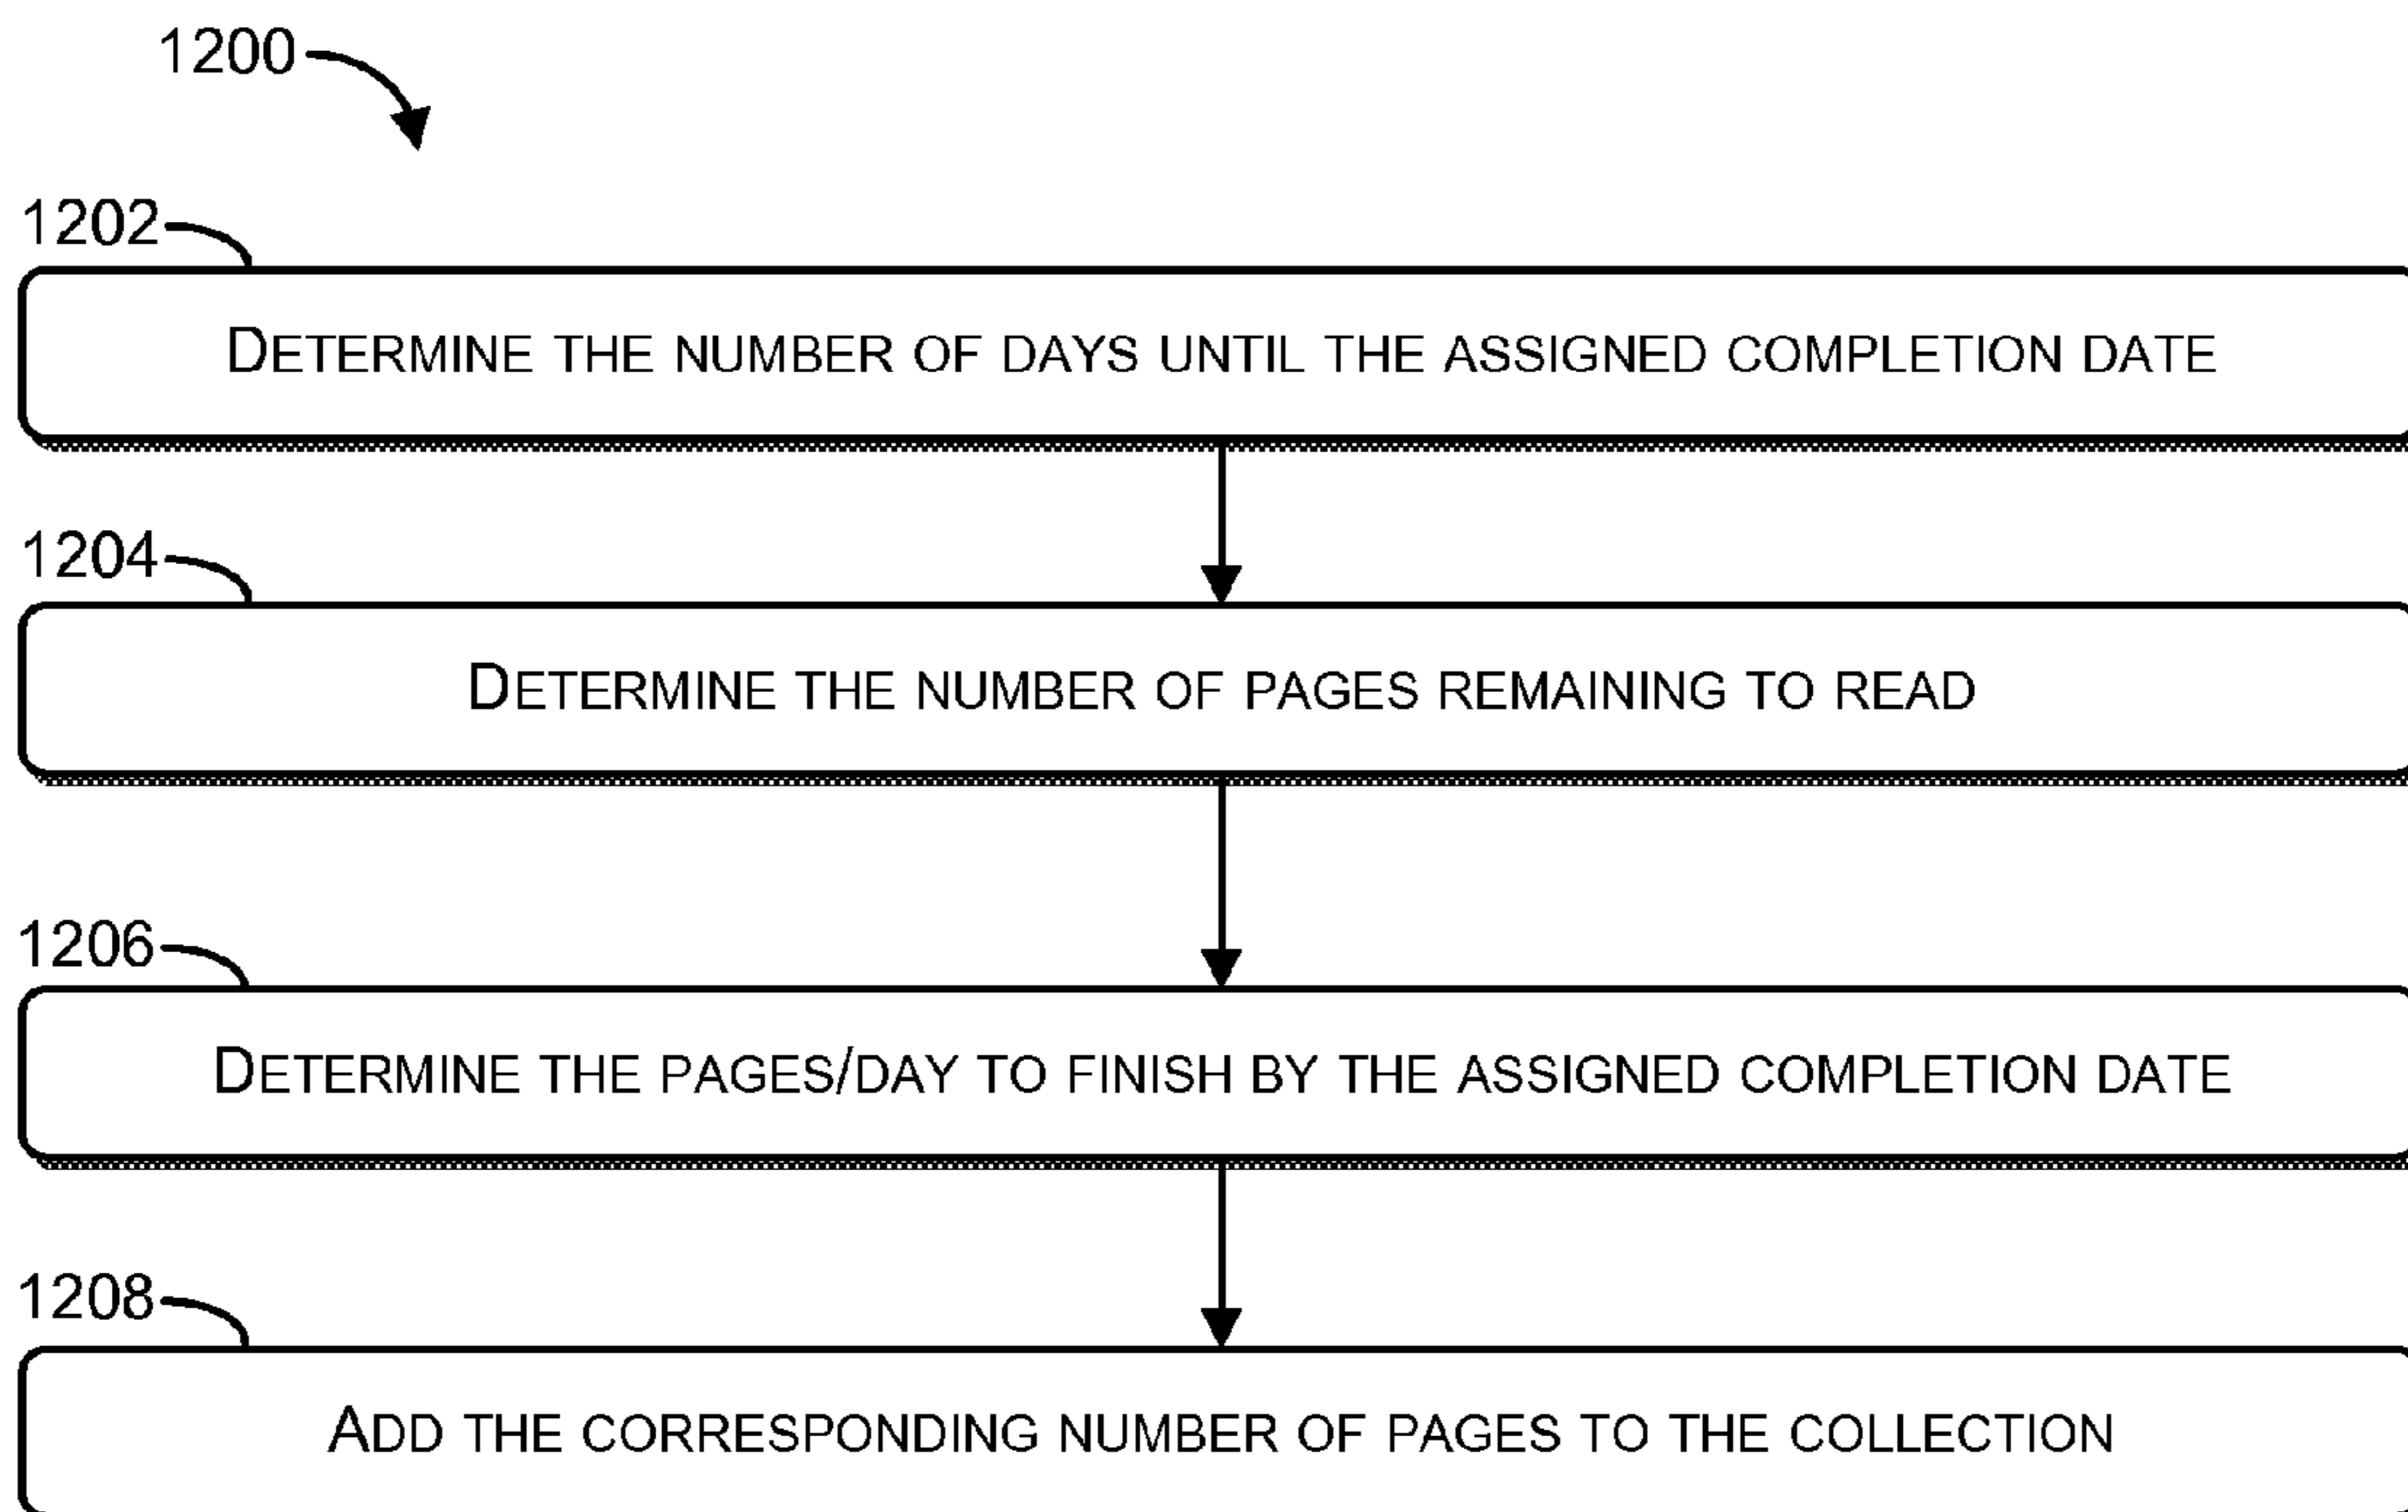 1200
1202
DETERMINE THE NUMBER OF DAYS UNTIL THE ASSIGNED COMPLETION DATE
1204
DETERMINE THE NUMBER OF PAGES REMAINING TO READ
1206
DETERMINE THE PAGES/DAY TO FINISH BY THE ASSIGNED COMPLETION DATE
1208
ADD THE CORRESPONDING NUMBER OF PAGES TO THE COLLECTION